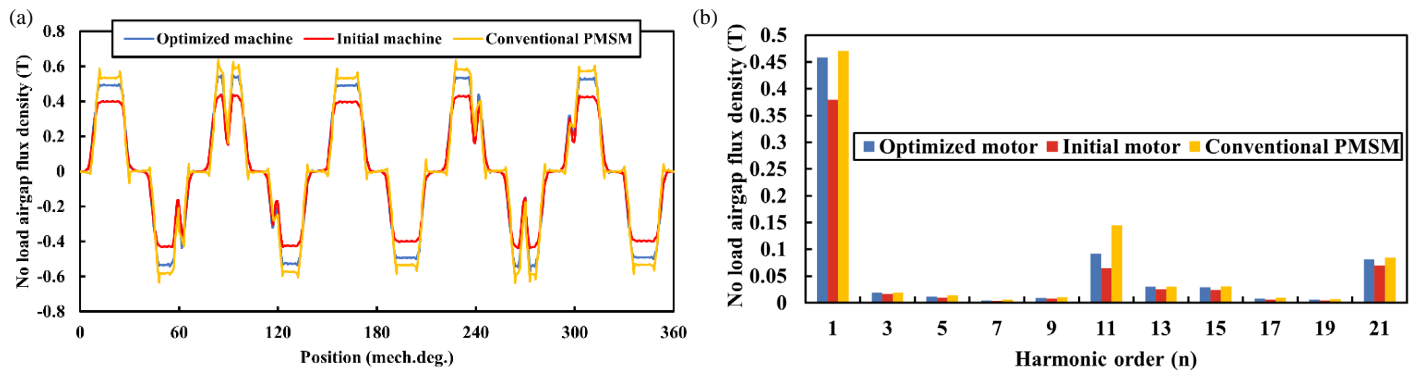 (a)
No load airgap flux density (T)
0.8
0.6
0.4
0.2
0
-0.2
-0.4
-0.6
-0.8
Optimized machine Initial machine Conventional PMSM
0 60 120 180 240 300 360
Position (mech.deg.)
(b)
No load airgap flux density (T)
0.5
0.45
0.4
0.35
0.3
0.25
0.2
0.15
0.1
0.05
0
Optimized motor Initial motor Conventional PMSM
1 3 5 7 9 11 13 15 17 19 21
Harmonic order (n)